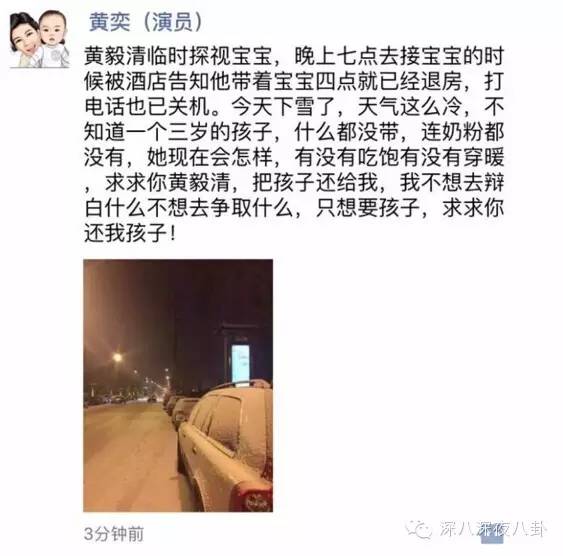 黄奕（演员）
黄毅清临时探视宝宝，晚上七点去接宝宝的时
候被酒店告知他带着宝宝四点就已经退房，打
电话也已关机。今天下雪了，天气这么冷，不
知道一个三岁的孩子，什么都没带，连奶粉都
没有，她现在会怎样，有没有吃饱有没有穿暖
，求求你黄毅清，把孩子还给我，我不想去辩
白什么不想去争取什么，只想要孩子，求求你
还我孩子！
3分钟前
深八深夜八卦